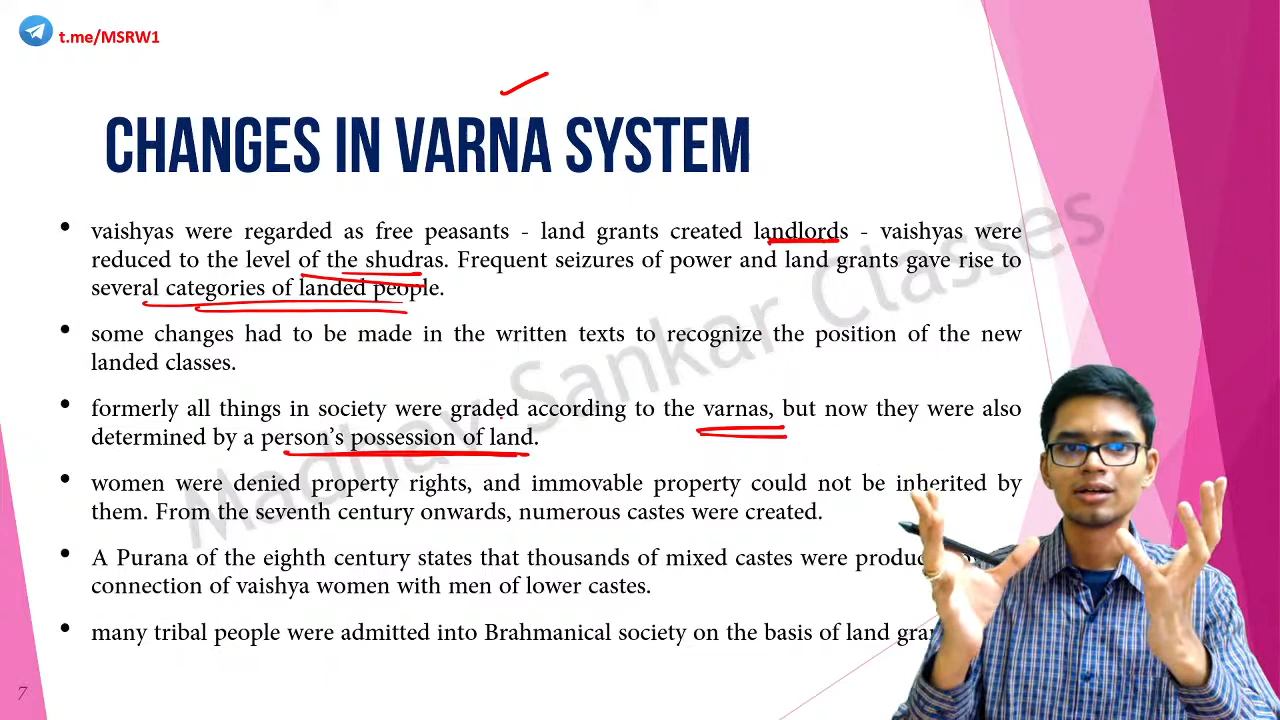 t.me/MSRW1
CHANGES IN VARNA SYSTEM
• vaishyas were regarded as free peasants - land grants created landlords - vaishyas were
reduced to the level of the shudras. Frequent seizures of power and land grants gave rise to
several categories of landed people.
• some changes had to be made in the written texts to recognize the position of the new
landed classes.
• formerly all things in society were graded according to the varnas, but now they were also
determined by a person's possession of land.
• women were denied property rights, and immovable property could not be inherited by
them. From the seventh century onwards, numerous castes were created.
• A Purana of the eighth century states that thousands of mixed castes were
connection of vaishya women with men of lower castes.
• many tribal people were admitted into Brahmanical society on the basis of land
7
Madhav Sankar Classes